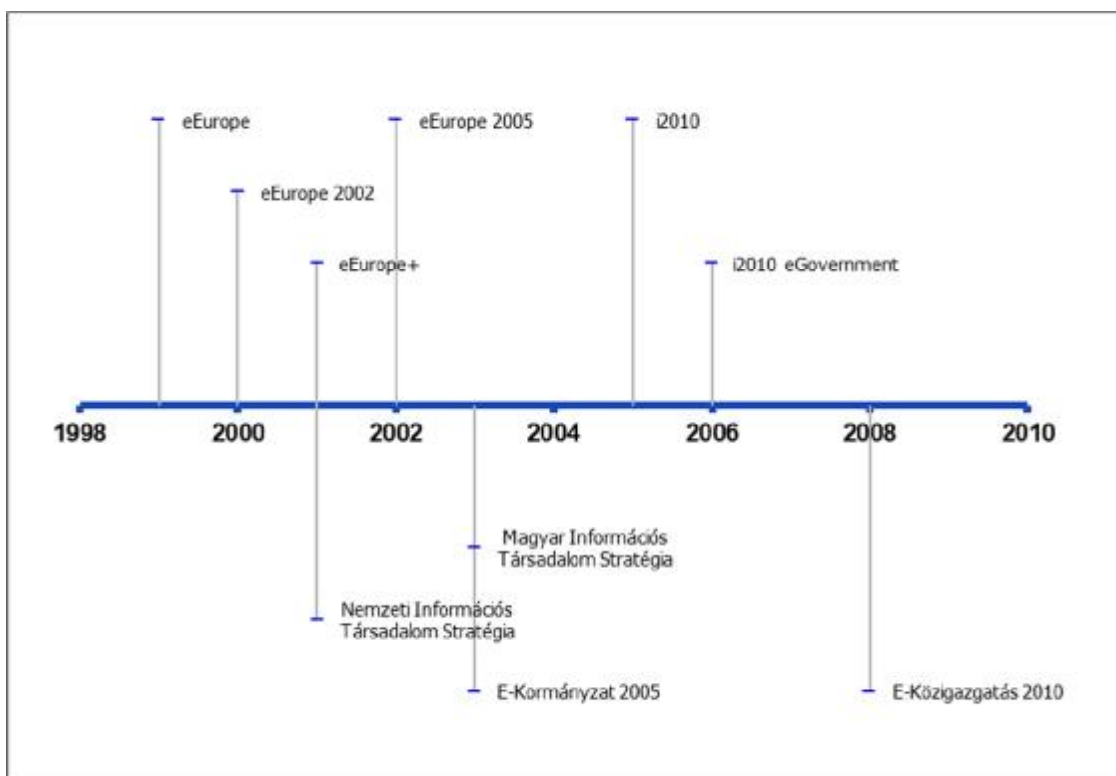 eEurope
eEurope 2005
i2010
eEurope 2002
eEurope+
i2010 eGovernment
1998
2000
2002
2004
2006
2008
2010
Magyar Információs
Társadalom Stratégia
Nemzeti Információs
Társadalom Stratégia
E-Kormányzat 2005
E-Közigazgatás 2010